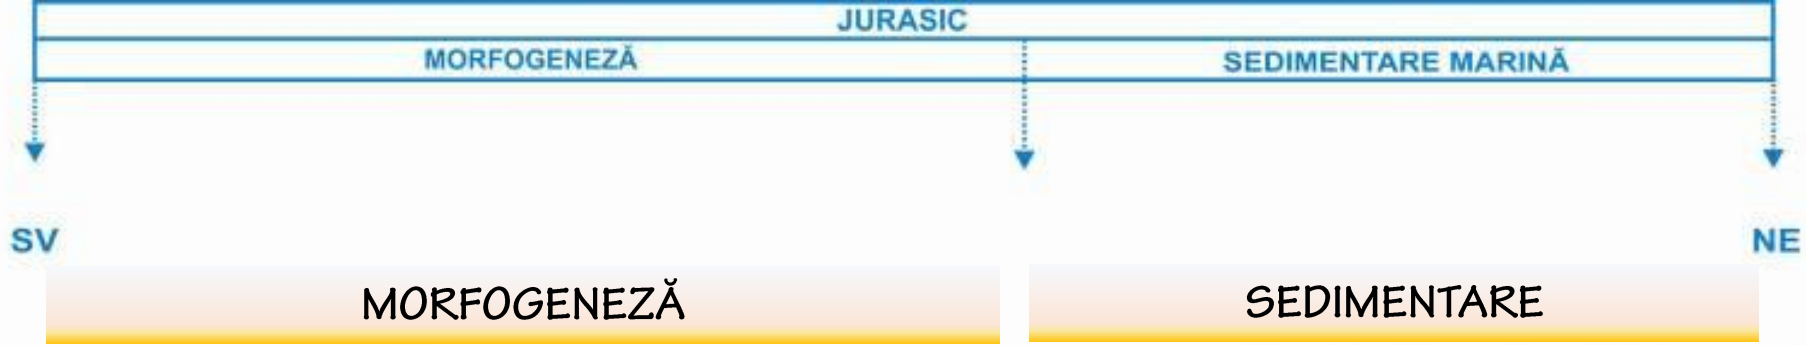 JURASIC
MORFOGENEZĂ SEDIMENTARE MARINĂ
SV NE
MORFOGENEZĂ SEDIMENTARE